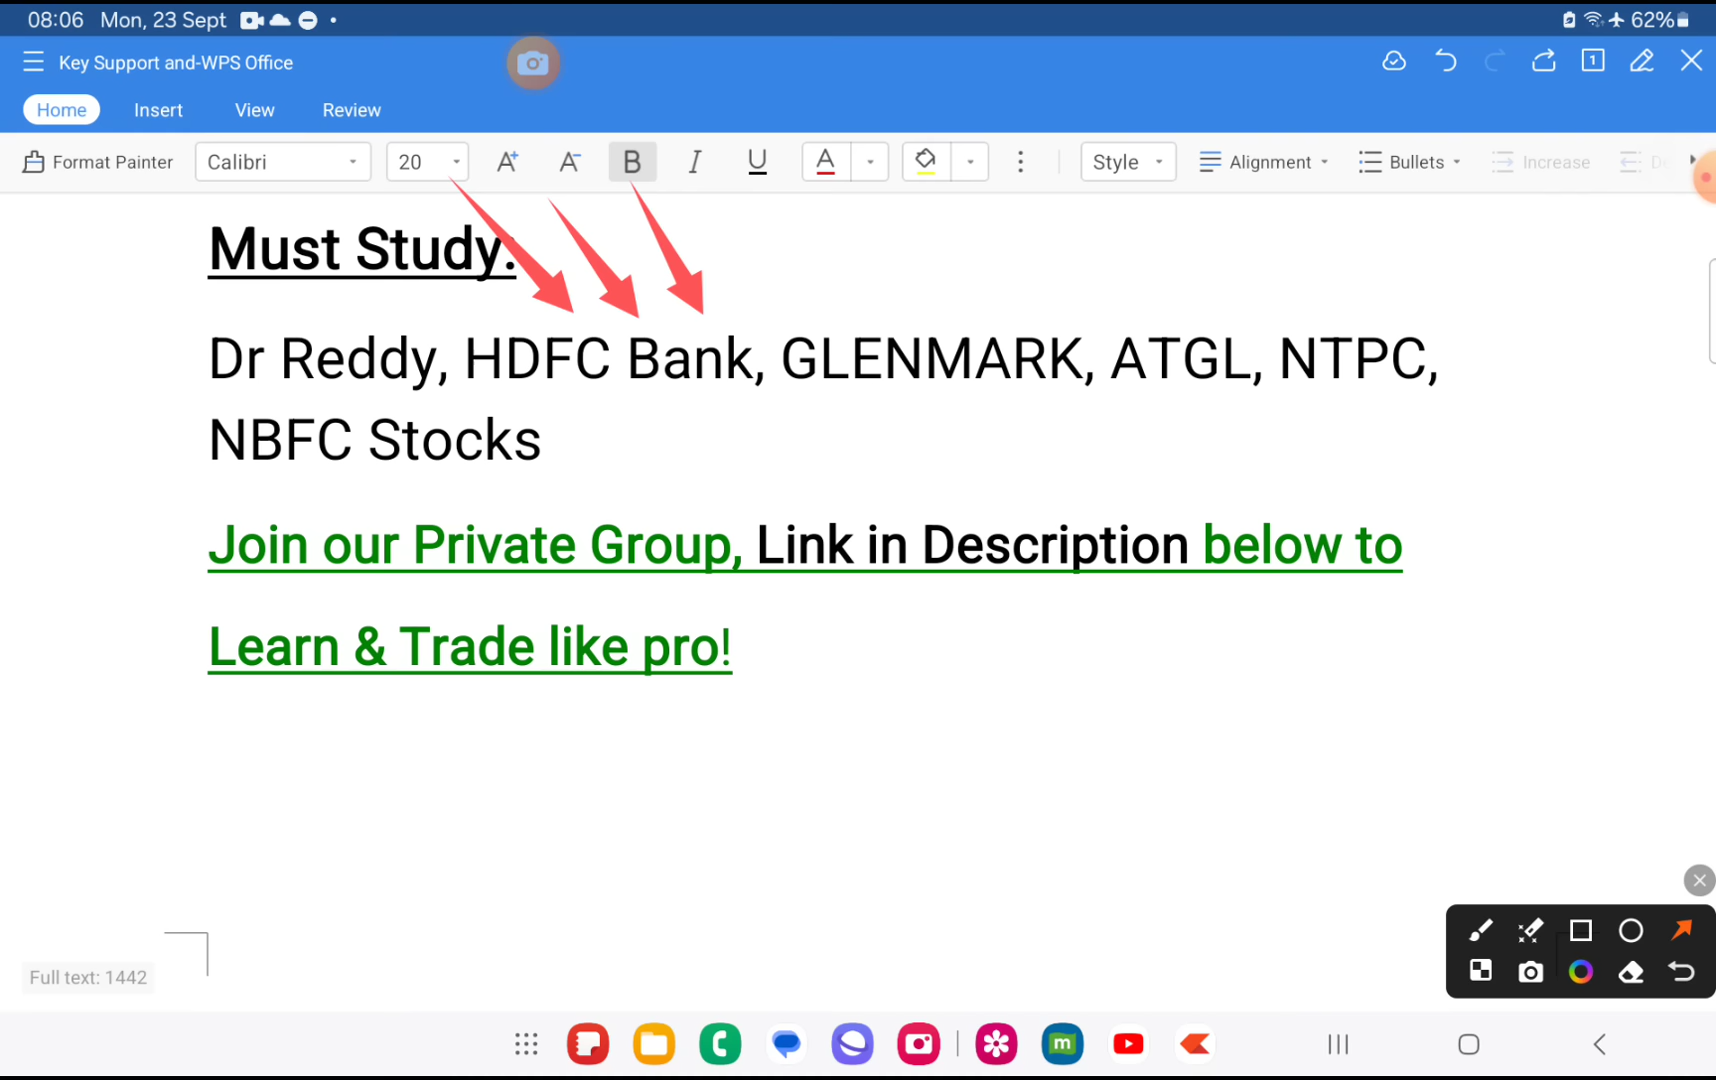 08:06 Mon, 23 Sept 62%
Key Support and-WPS Office 1
Home Insert View Review
Format Painter Calibri 20 A+ A- B I U A Style Alignment Bullets Increase
Must Study:
Dr Reddy, HDFC Bank, GLENMARK, ATGL, NTPC,
NBFC Stocks
Join our Private Group, Link in Description below to
Learn & Trade like pro!
Full text: 1442
m